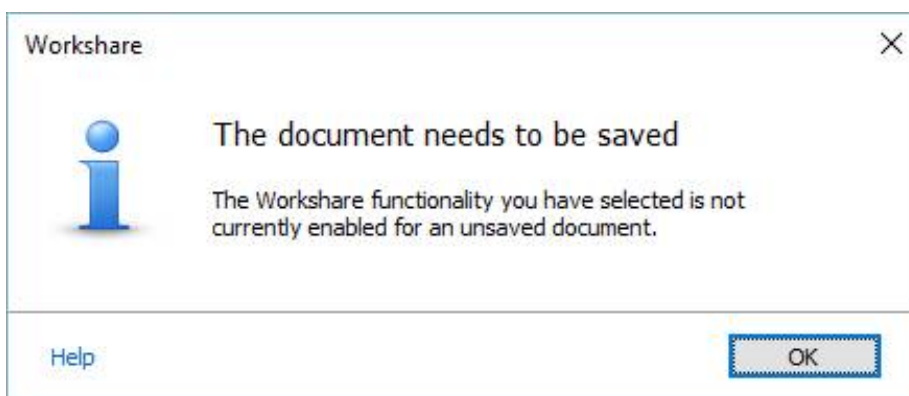 Workshare
The document needs to be saved
The Workshare functionality you have selected is not
currently enabled for an unsaved document.
Help
OK